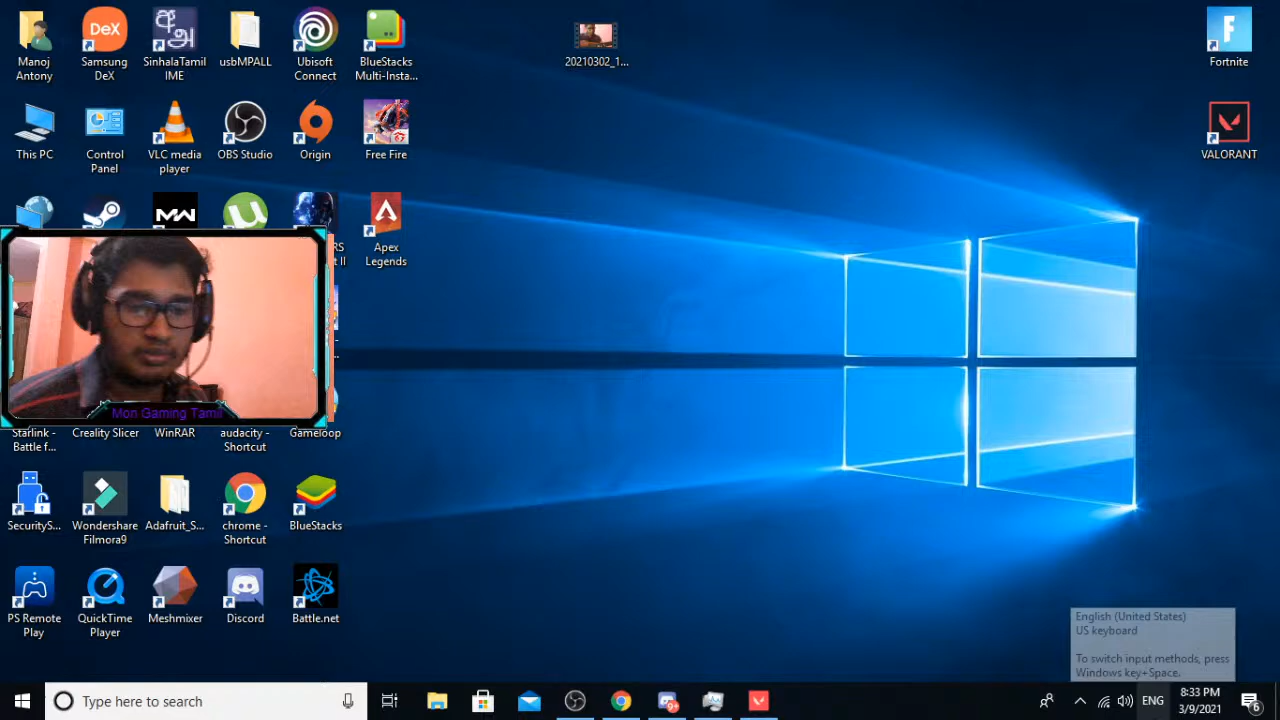 Manoj
Antony
Samsung
DeX
SinhalaTamil
IME
usbMPALL
Ubisoft
Connect
BlueStacks
Multi-Insta...
20210302_1...
Fortnite
This PC
Control
Panel
VLC media
player
OBS Studio
Origin
Free Fire
VALORANT
Apex
Legends
Mon Gaming Tamil
Starlink -
Battle f...
Creality Slicer
WinRAR
audacity -
Shortcut
Gameloop
SecurityS...
Wondershare
Filmora9
Adafruit_S...
chrome -
Shortcut
BlueStacks
PS Remote
Play
QuickTime
Player
Meshmixer
Discord
Battle.net
English (United States)
US keyboard
To switch input methods, press
Windows key+Space.
Type here to search
ENG
8:33 PM
3/9/2021
6